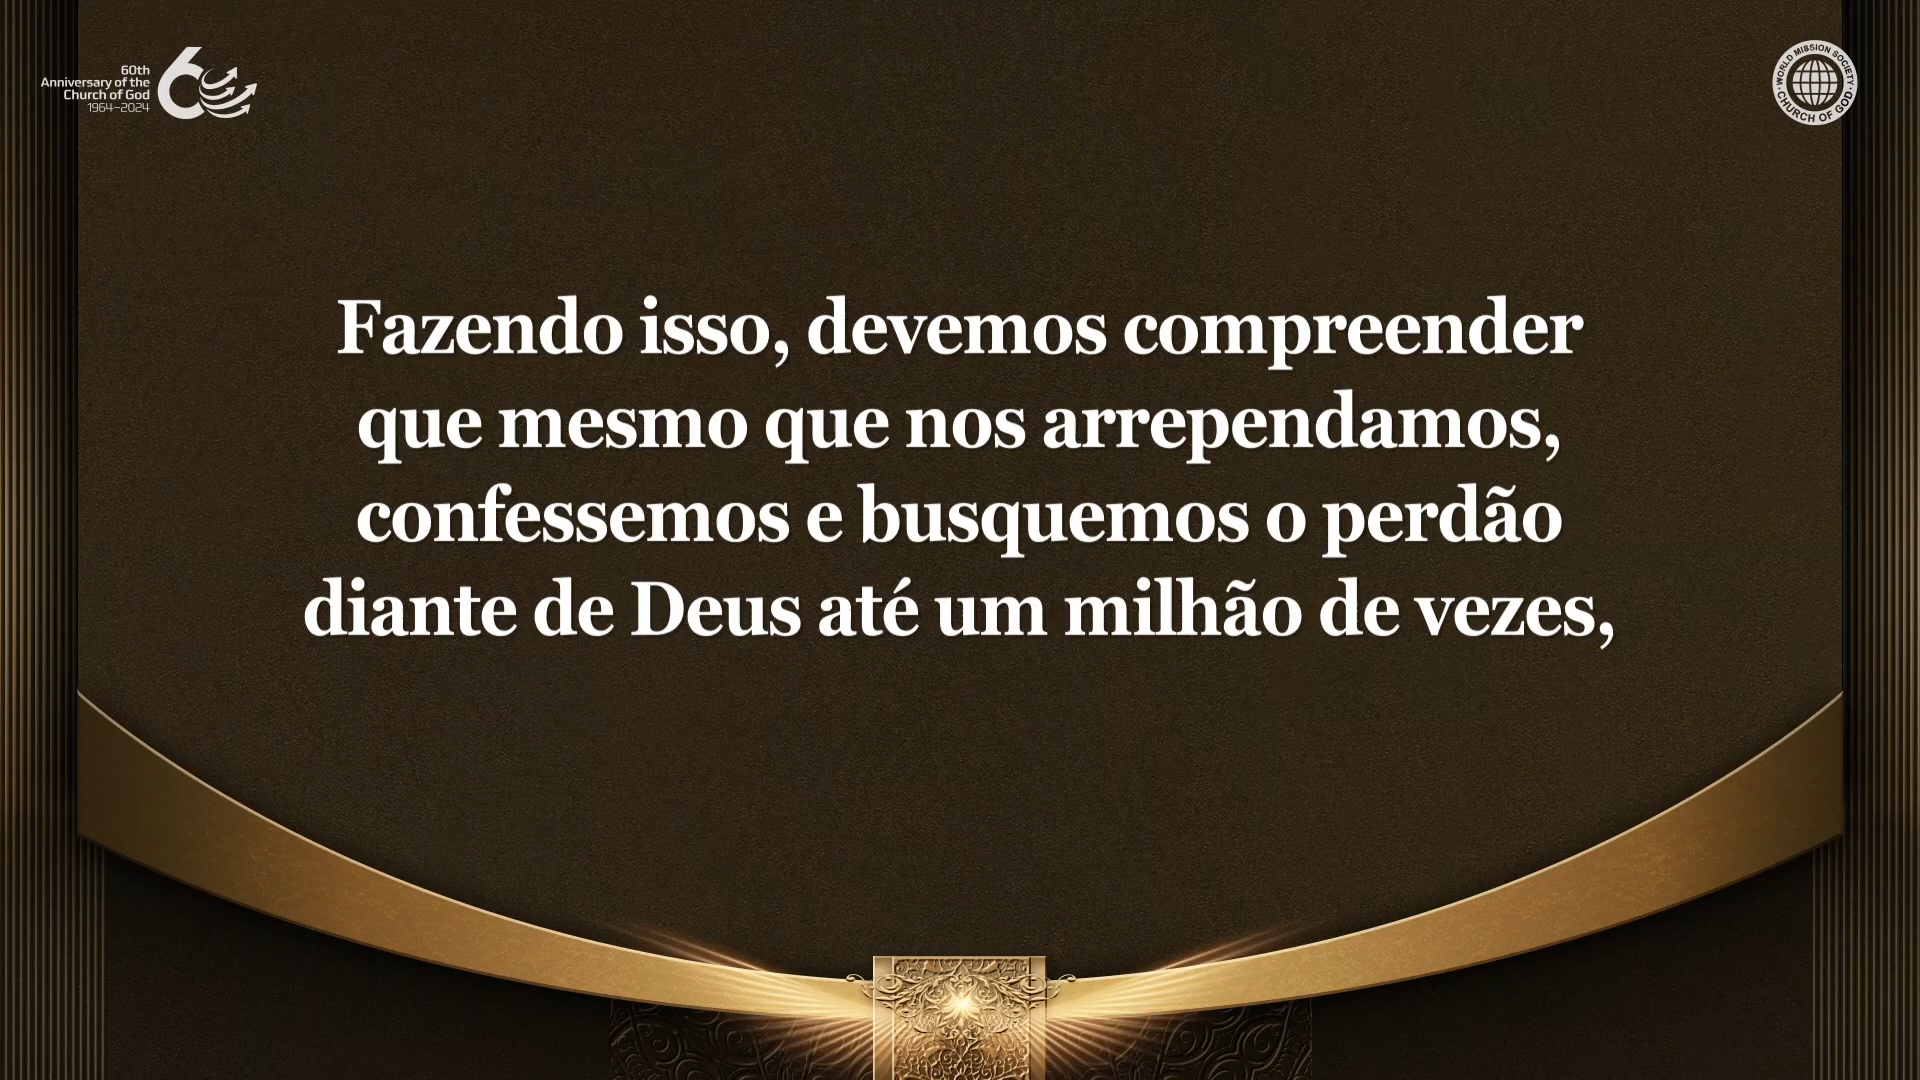 60th
Anniversary of the
Church of God
1964–2024
WORLD MISSION SOCIETY
CHURCH OF GOD
Fazendo isso, devemos compreender
que mesmo que nos arrependamos,
confessemos e busquemos o perdão
diante de Deus até um milhão de vezes,